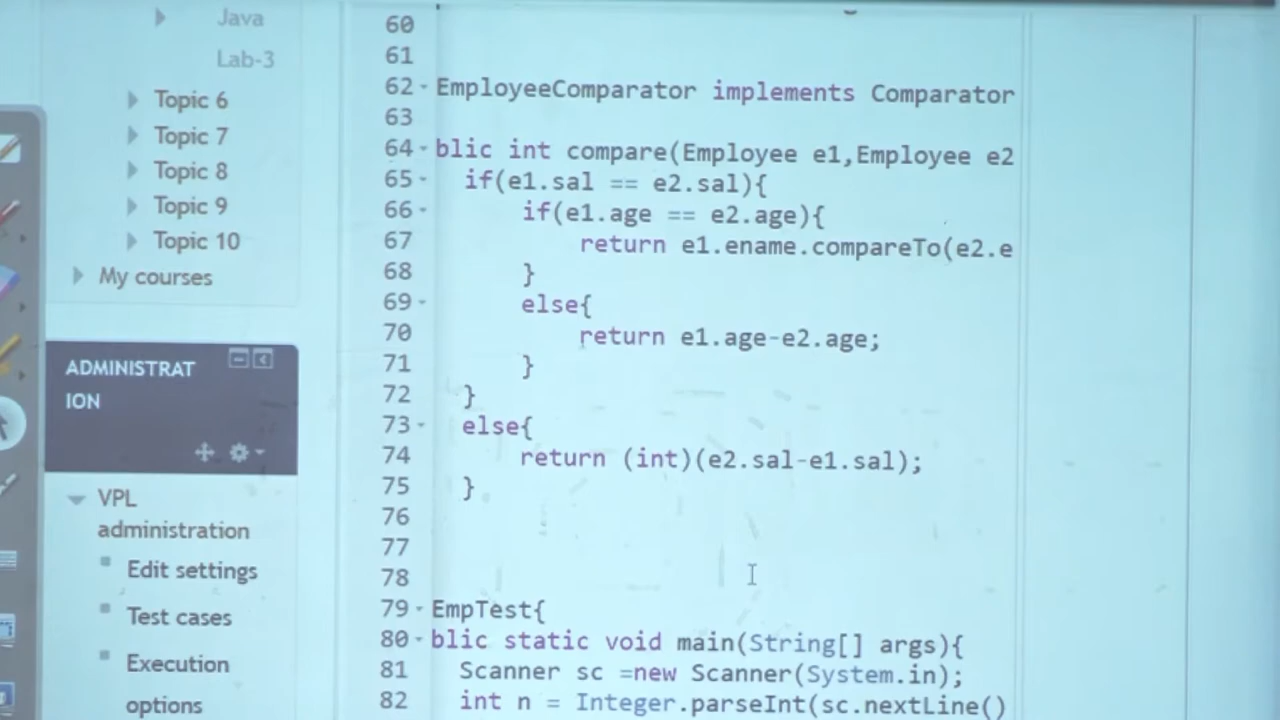 Java
Lab-3
Topic 6
Topic 7
Topic 8
Topic 9
Topic 10
My courses
ADMINISTRAT
ION
VPL
administration
Edit settings
Test cases
Execution
options
60
61
62 EmployeeComparator implements Comparator
63
64 blic int compare(Employee e1,Employee e2
65 if(e1.sal == e2.sal){
66 if(e1.age == e2.age){
67 return e1.ename.compareTo(e2.e
68 }
69 else{
70 return e1.age-e2.age;
71 }
72 }
73 else{
74 return (int)(e2.sal-e1.sal);
75 }
76
77
78
79 EmpTest{
80 blic static void main(String[] args){
81 Scanner sc =new Scanner(System.in);
82 int n = Integer.parseInt(sc.nextLine()